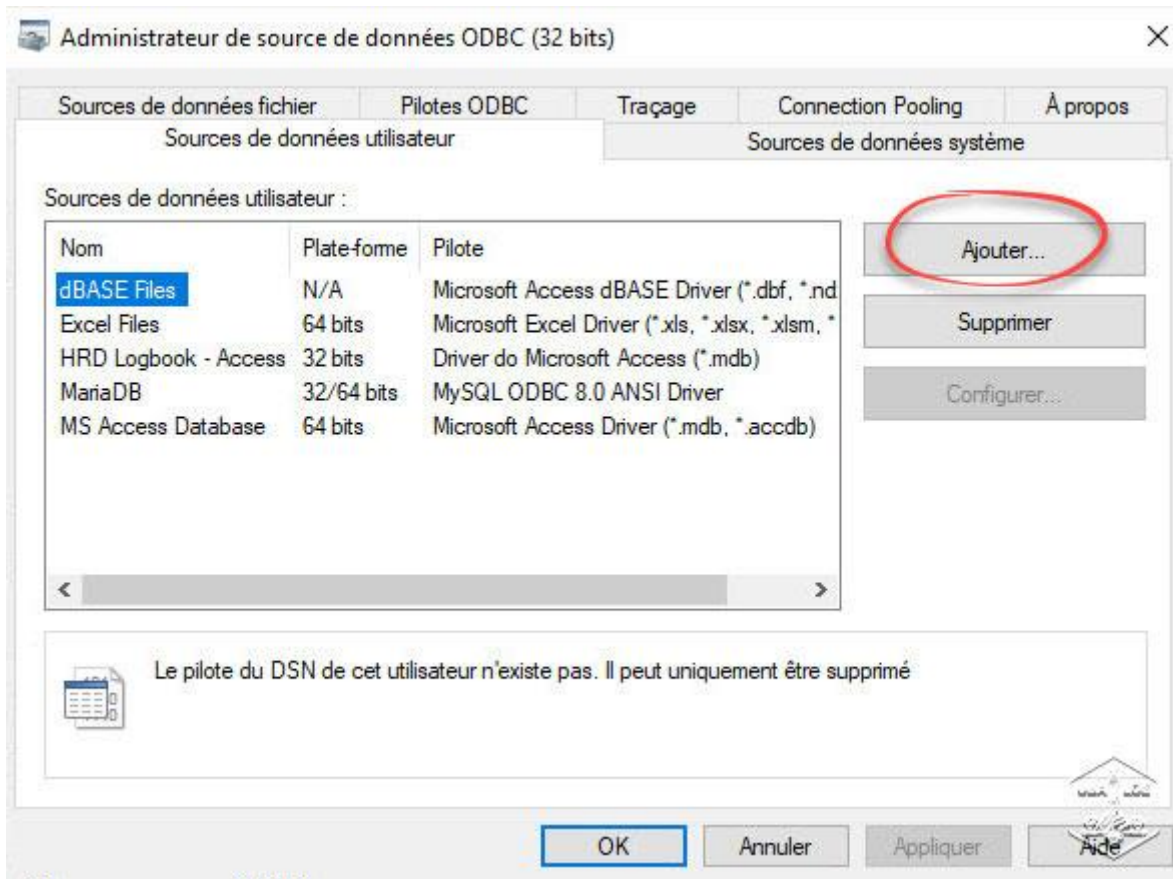 Administrateur de source de données ODBC (32 bits)
Sources de données fichier Pilotes ODBC Traçage Connection Pooling À propos
Sources de données utilisateur Sources de données système
Sources de données utilisateur :
Nom Plate-forme Pilote
dBASE Files N/A Microsoft Access dBASE Driver (*.dbf, *.nd
Excel Files 64 bits Microsoft Excel Driver (*.xls, *.xlsx, *.xlsm, *
HRD Logbook - Access 32 bits Driver do Microsoft Access (*.mdb)
MariaDB 32/64 bits MySQL ODBC 8.0 ANSI Driver
MS Access Database 64 bits Microsoft Access Driver (*.mdb, *.accdb)
Ajouter...
Supprimer
Configurer...
Le pilote du DSN de cet utilisateur n'existe pas. Il peut uniquement être supprimé
OK Annuler Appliquer Aide